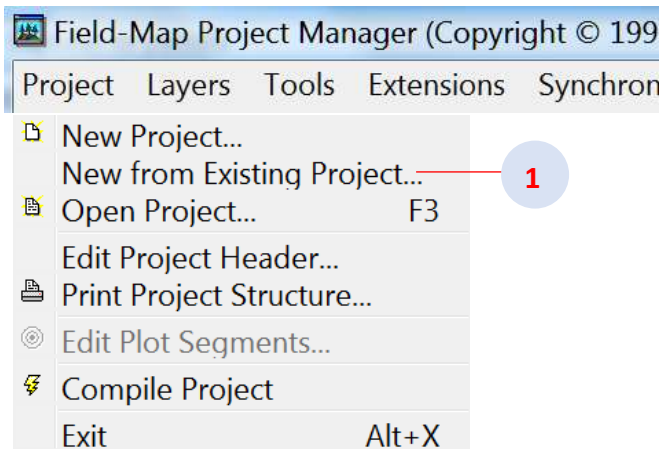 Field-Map Project Manager (Copyright © 199
Project Layers Tools Extensions Synchron
New Project...
New from Existing Project... 1
Open Project... F3
Edit Project Header...
Print Project Structure...
Edit Plot Segments...
Compile Project
Exit Alt+X